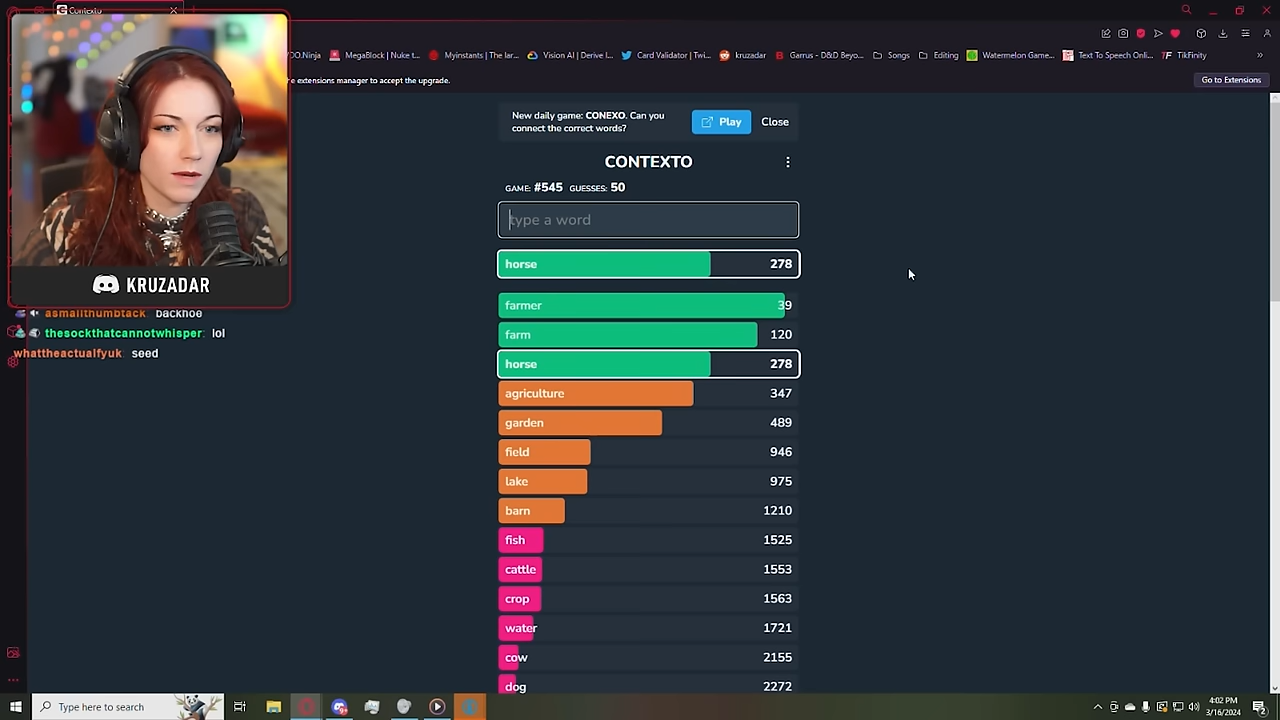 Contexto
DO.Ninja
MegaBlock | Nuke t...
Myinstants | The lar...
Vision AI | Derive I...
Card Validator | Twi...
kruzadar
Garrus - D&D Beyo...
Songs
Editing
Watermelon Game...
Text To Speech Onli...
TikFinity
e extensions manager to accept the upgrade.
Go to Extensions
New daily game: CONEXO. Can you
connect the correct words?
Play
Close
CONTEXTO
GAME: #545 GUESSES: 50
type a word
horse 278
farmer 39
farm 120
horse 278
agriculture 347
garden 489
field 946
lake 975
barn 1210
fish 1525
cattle 1553
crop 1563
water 1721
cow 2155
dog 2272
KRUZADAR
asmallthumbtack: backhoe
thesockthatcannotwhisper: lol
whattheactualfyuk: seed
Type here to search
4:02 PM
3/16/2024
2